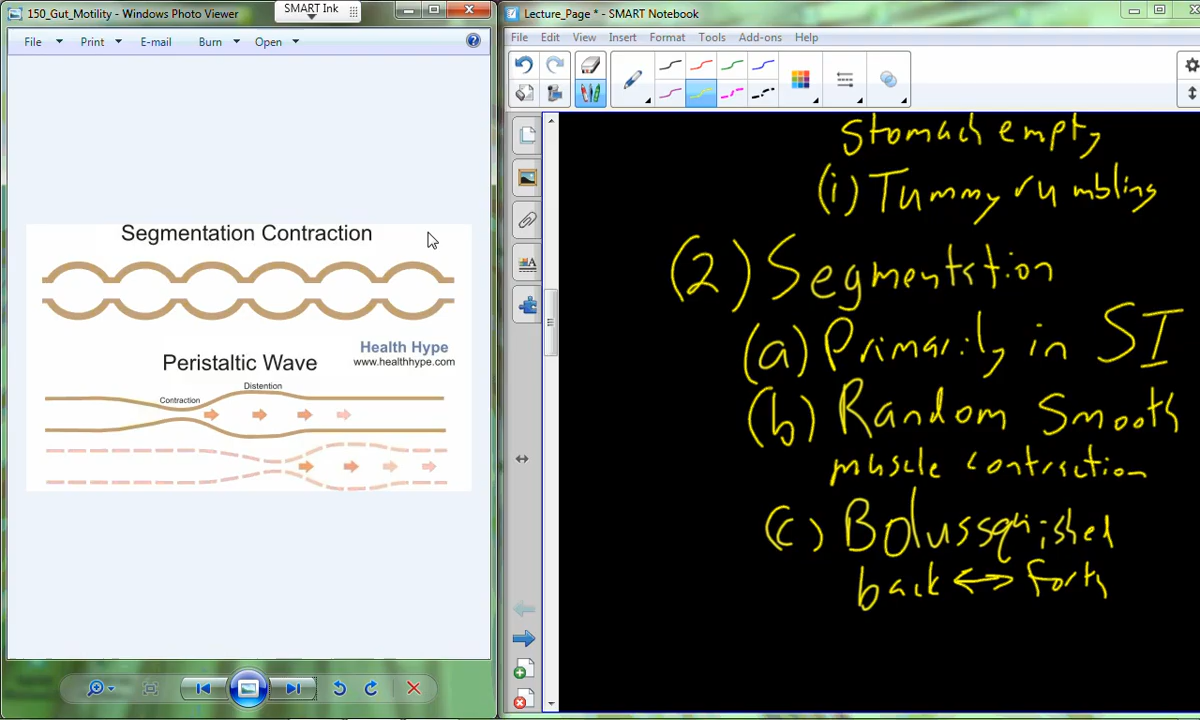 150_Gut_Motility - Windows Photo Viewer
SMART Ink
File Print E-mail Burn Open
Segmentation Contraction
Health Hype
www.healthhype.com
Peristaltic Wave
Distention
Contraction
Lecture_Page * - SMART Notebook
File Edit View Insert Format Tools Add-ons Help
Stomach empty
(i) Tummy rumbling
(2) Segmentation
(a) Primarily in SI
(b) Random Smooth
muscle contraction
(c) Bolus squished
back ↔ forth